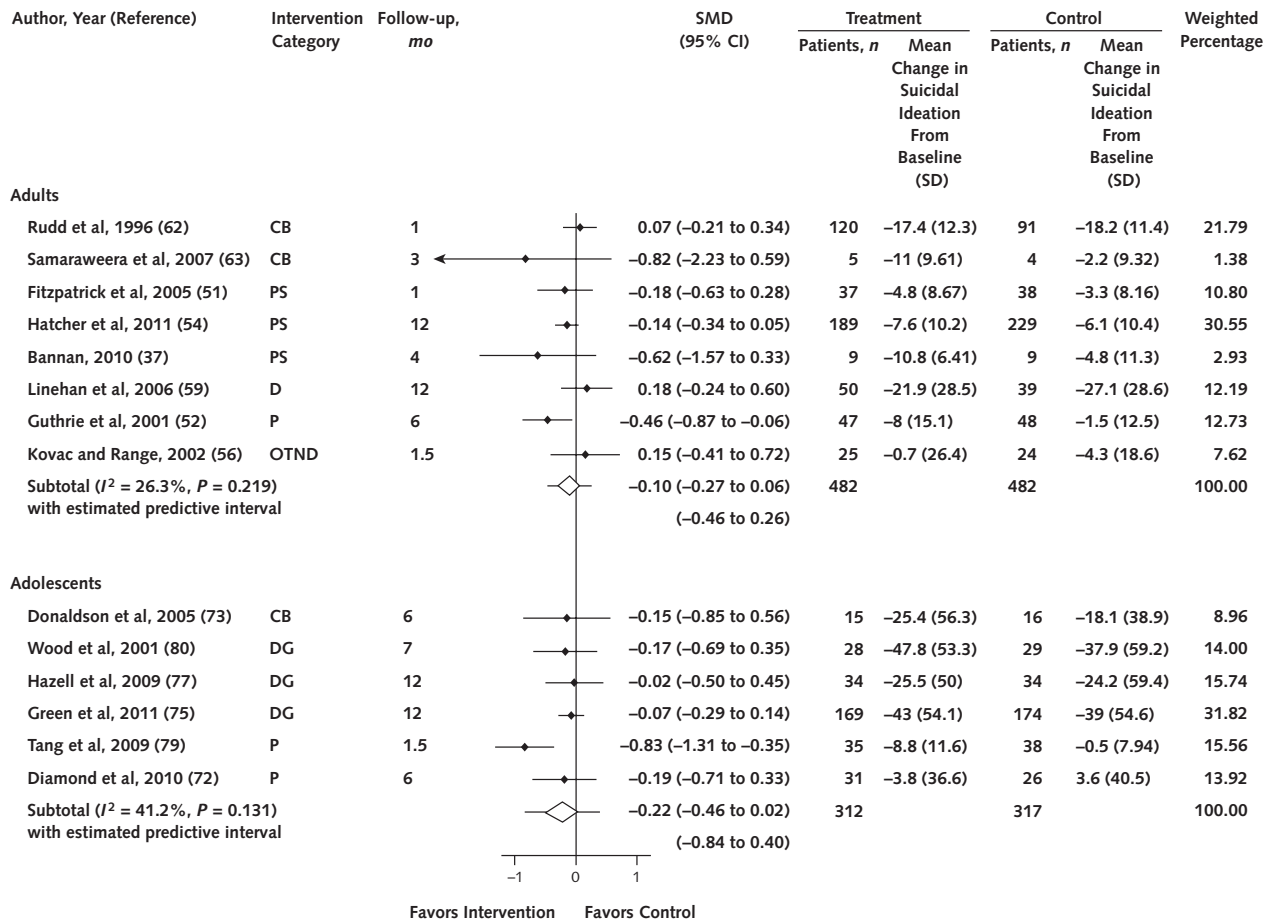 Author, Year (Reference) Intervention Category Follow-up, mo SMD (95% CI) Treatment Control Weighted Percentage
Patients, n Mean Change in Suicidal Ideation From Baseline (SD) Patients, n Mean Change in Suicidal Ideation From Baseline (SD)
Adults
Rudd et al, 1996 (62) CB 1 0.07 (–0.21 to 0.34) 120 –17.4 (12.3) 91 –18.2 (11.4) 21.79
Samaraweera et al, 2007 (63) CB 3 –0.82 (–2.23 to 0.59) 5 –11 (9.61) 4 –2.2 (9.32) 1.38
Fitzpatrick et al, 2005 (51) PS 1 –0.18 (–0.63 to 0.28) 37 –4.8 (8.67) 38 –3.3 (8.16) 10.80
Hatcher et al, 2011 (54) PS 12 –0.14 (–0.34 to 0.05) 189 –7.6 (10.2) 229 –6.1 (10.4) 30.55
Bannan, 2010 (37) PS 4 –0.62 (–1.57 to 0.33) 9 –10.8 (6.41) 9 –4.8 (11.3) 2.93
Linehan et al, 2006 (59) D 12 0.18 (–0.24 to 0.60) 50 –21.9 (28.5) 39 –27.1 (28.6) 12.19
Guthrie et al, 2001 (52) P 6 –0.46 (–0.87 to –0.06) 47 –8 (15.1) 48 –1.5 (12.5) 12.73
Kovac and Range, 2002 (56) OTND 1.5 0.15 (–0.41 to 0.72) 25 –0.7 (26.4) 24 –4.3 (18.6) 7.62
Subtotal (I² = 26.3%, P = 0.219) –0.10 (–0.27 to 0.06) 482 482 100.00
with estimated predictive interval
(–0.46 to 0.26)
Adolescents
Donaldson et al, 2005 (73) CB 6 –0.15 (–0.85 to 0.56) 15 –25.4 (56.3) 16 –18.1 (38.9) 8.96
Wood et al, 2001 (80) DG 7 –0.17 (–0.69 to 0.35) 28 –47.8 (53.3) 29 –37.9 (59.2) 14.00
Hazell et al, 2009 (77) DG 12 –0.02 (–0.50 to 0.45) 34 –25.5 (50) 34 –24.2 (59.4) 15.74
Green et al, 2011 (75) DG 12 –0.07 (–0.29 to 0.14) 169 –43 (54.1) 174 –39 (54.6) 31.82
Tang et al, 2009 (79) P 1.5 –0.83 (–1.31 to –0.35) 35 –8.8 (11.6) 38 –0.5 (7.94) 15.56
Diamond et al, 2010 (72) P 6 –0.19 (–0.71 to 0.33) 31 –3.8 (36.6) 26 3.6 (40.5) 13.92
Subtotal (I² = 41.2%, P = 0.131) –0.22 (–0.46 to 0.02) 312 317 100.00
with estimated predictive interval
(–0.84 to 0.40)
–1 0 1
Favors Intervention Favors Control